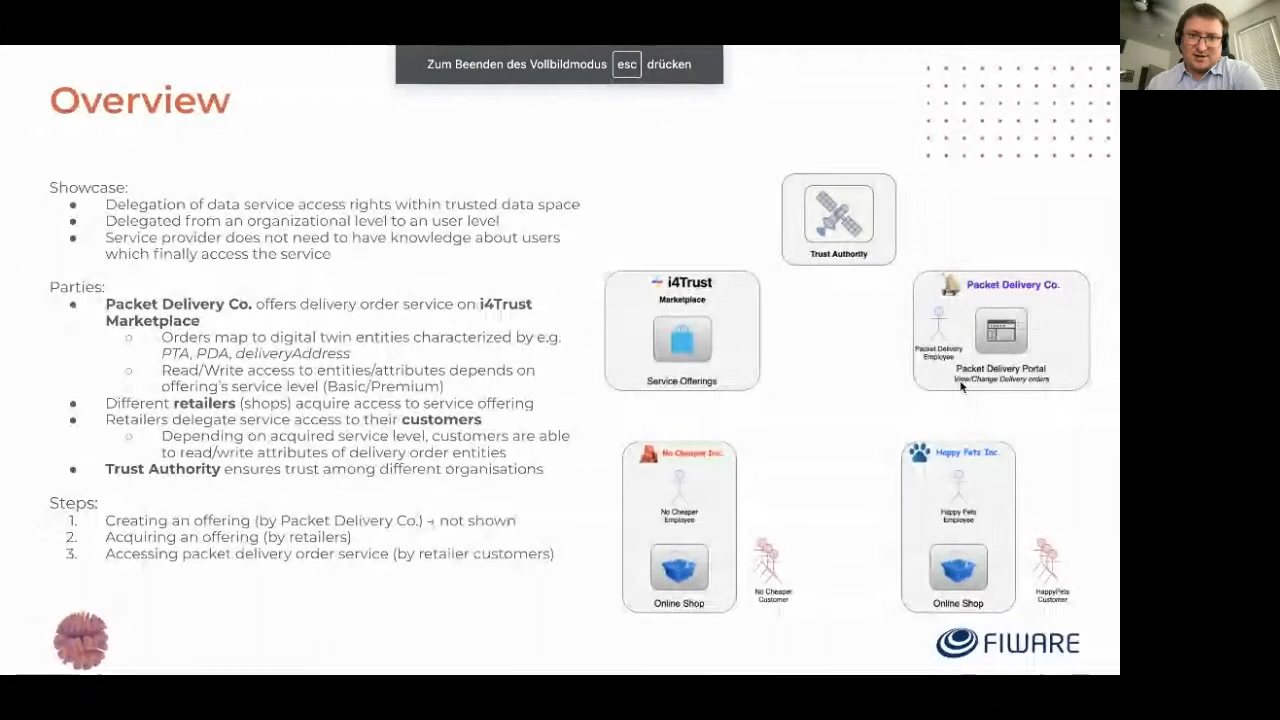 Zum Beenden des Vollbildmodus esc drücken
Overview
Showcase:
● Delegation of data service access rights within trusted data space
● Delegated from an organizational level to an user level
● Service provider does not need to have knowledge about users
which finally access the service
Parties:
● Packet Delivery Co. offers delivery order service on i4Trust
Marketplace
○ Orders map to digital twin entities characterized by e.g.
PTA, PDA, deliveryAddress
○ Read/Write access to entities/attributes depends on
offering's service level (Basic/Premium)
● Different retailers (shops) acquire access to service offering
● Retailers delegate service access to their customers
○ Depending on acquired service level, customers are able
to read/write attributes of delivery order entities
● Trust Authority ensures trust among different organisations
Steps:
1. Creating an offering (by Packet Delivery Co.) → not shown
2. Acquiring an offering (by retailers)
3. Accessing packet delivery order service (by retailer customers)
Trust Authority
i4Trust
Marketplace
Service Offerings
Packet Delivery Co.
Packet Delivery
Employee
Packet Delivery Portal
View/Change Delivery orders
No Cheaper Inc.
No Cheaper
Employee
Online Shop
No Cheaper
Customer
Happy Pets Inc.
Happy Pets
Employee
Online Shop
HappyPets
Customer
FIWARE